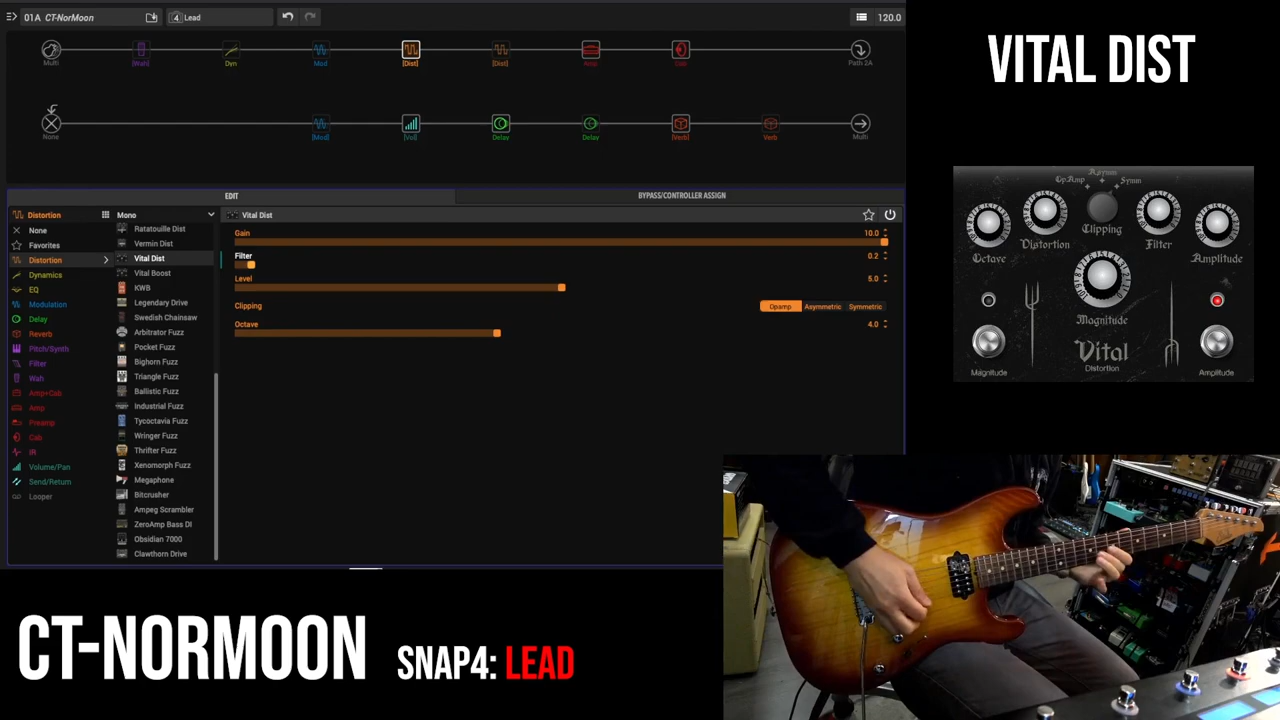 01A CT-NorMoon
4 Lead
120.0
VITAL DIST
Multi
[Wah]
Dyn
Mod
[Dist]
[Dist]
Amp
Cab
Path 2A
None
[Mod]
[Vol]
Delay
Delay
[Verb]
Verb
Multi
EDIT
BYPASS/CONTROLLER ASSIGN
Distortion
None
Favorites
Distortion
Dynamics
EQ
Modulation
Delay
Reverb
Pitch/Synth
Filter
Wah
Amp+Cab
Amp
Preamp
Cab
IR
Volume/Pan
Send/Return
Looper
Mono
Ratatouille Dist
Vermin Dist
Vital Dist
Vital Boost
KWB
Legendary Drive
Swedish Chainsaw
Arbitrator Fuzz
Pocket Fuzz
Bighorn Fuzz
Triangle Fuzz
Ballistic Fuzz
Industrial Fuzz
Tycoctavia Fuzz
Wringer Fuzz
Thrifter Fuzz
Xenomorph Fuzz
Megaphone
Bitcrusher
Ampeg Scrambler
ZeroAmp Bass DI
Obsidian 7000
Clawthorn Drive
Vital Dist
Gain 10.0
Filter 0.2
Level 5.0
Clipping Opamp Asymmetric Symmetric
Octave 4.0
Asymm
OpAmp Symm
Octave Distortion Clipping Filter Amplitude
Magnitude
Vital
Distortion
Magnitude
Amplitude
CT-NORMOON SNAP4: LEAD